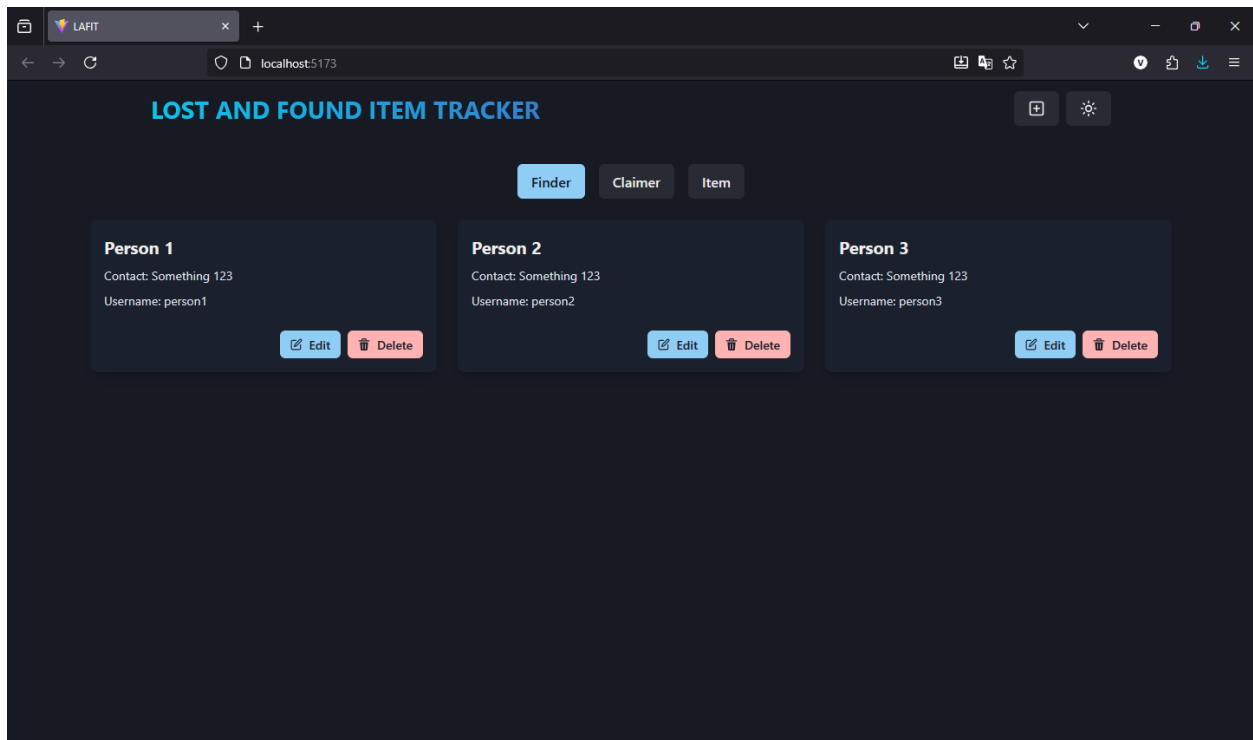 LAFIT
localhost:5173
LOST AND FOUND ITEM TRACKER
Finder Claimer Item
Person 1 Person 2 Person 3
Contact: Something 123 Contact: Something 123 Contact: Something 123
Username: person1 Username: person2 Username: person3
Edit Delete Edit Delete Edit Delete